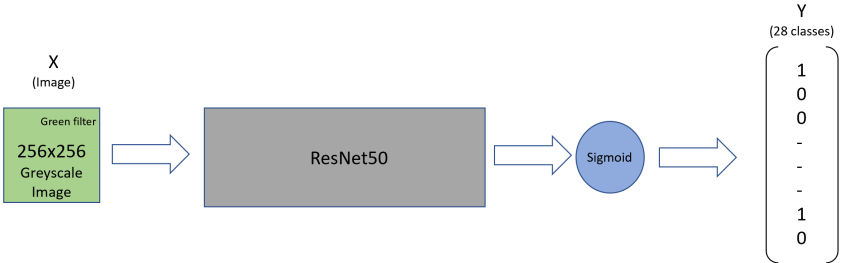 X
(Image)
Green filter
256x256
Greyscale
Image
ResNet50
Sigmoid
Y
(28 classes)
1
0
0
-
-
-
1
0